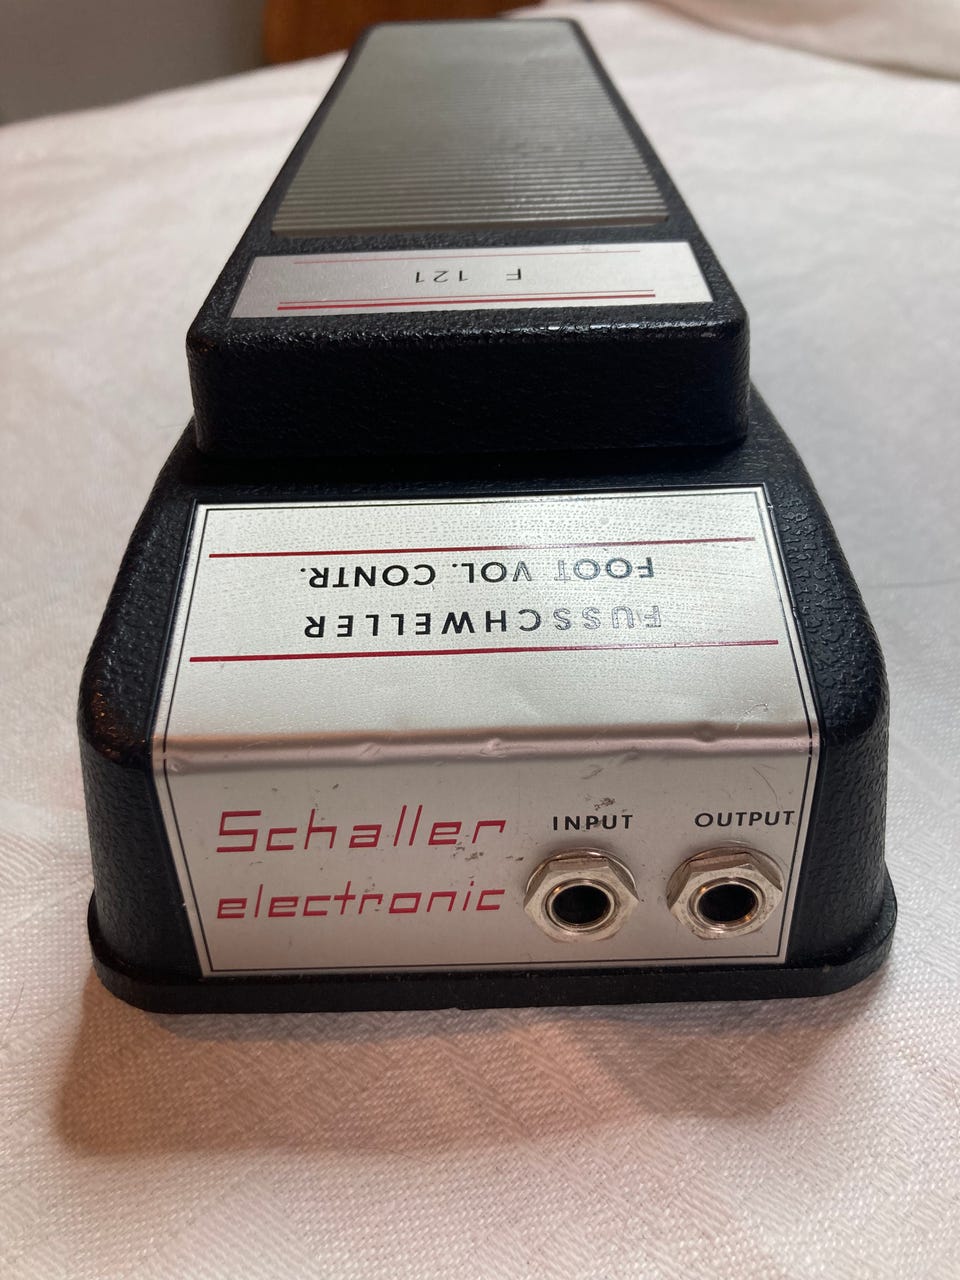 F 121
FUSSCHWELLER
FOOT VOL. CONTR.
Schaller
electronic
INPUT
OUTPUT